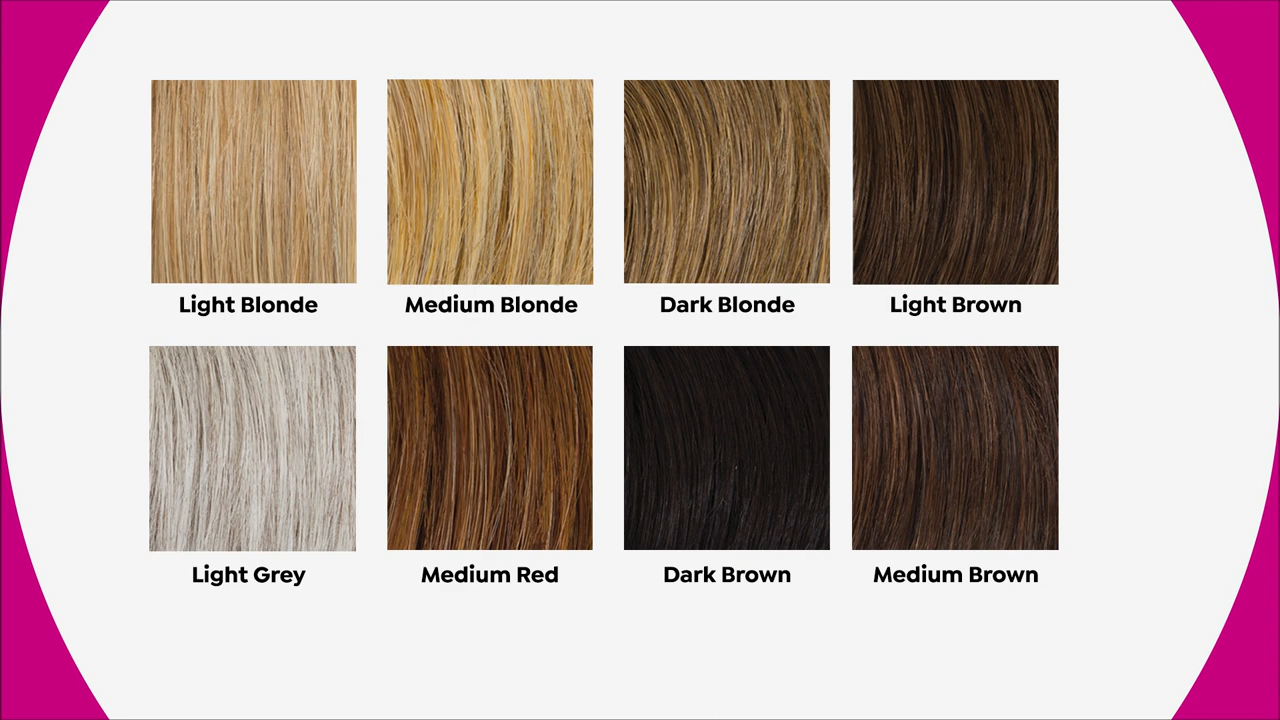 Light Blonde
Medium Blonde
Dark Blonde
Light Brown
Light Grey
Medium Red
Dark Brown
Medium Brown